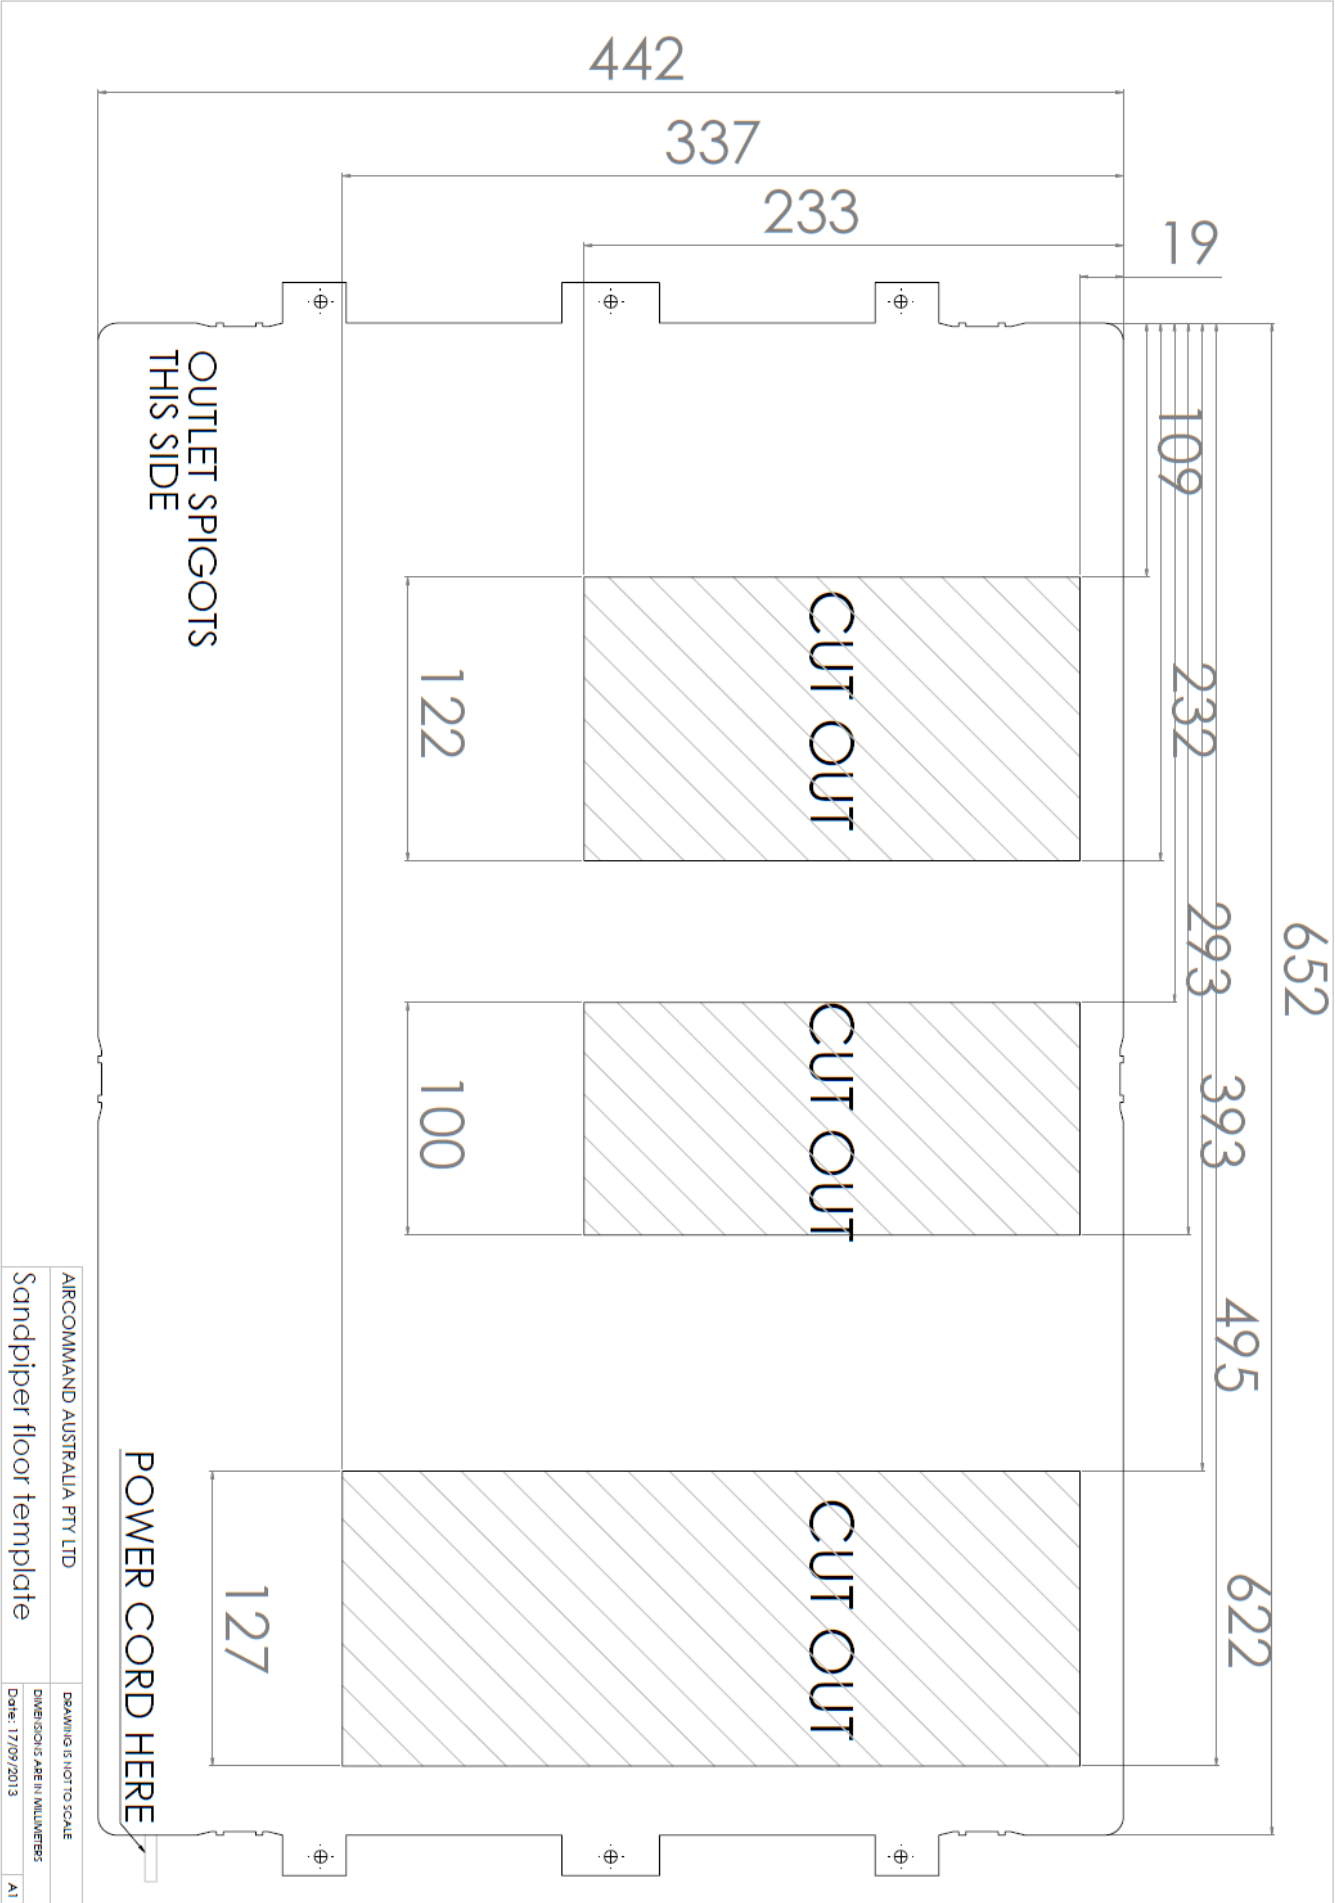 442
337
233
19
109
232
293
393
495
622
652
OUTLET SPIGOTS
THIS SIDE
122
CUT OUT
100
CUT OUT
127
CUT OUT
POWER CORD HERE
AIRCOMMAND AUSTRALIA PTY LTD
Sandpiper floor template
DRAWING IS NOT TO SCALE
DIMENSIONS ARE IN MILLIMETERS
Date: 17/09/2013
A1